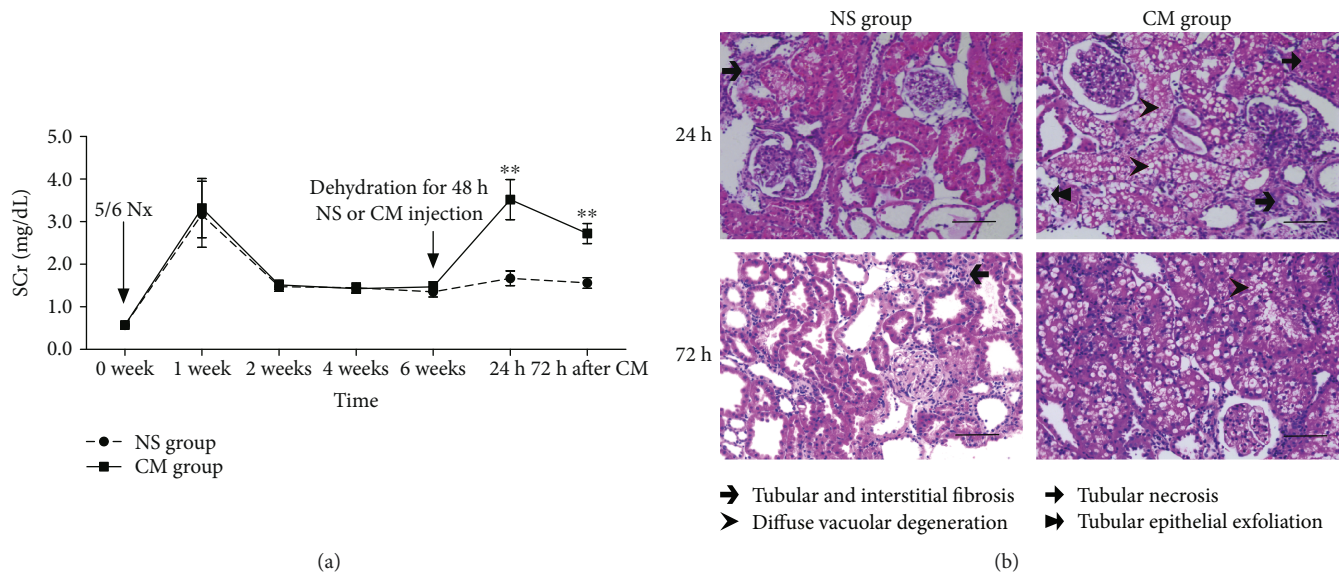 5.0
4.0
3.0
2.0
1.0
0.0
SCr (mg/dL)
5/6 Nx
Dehydration for 48 h
NS or CM injection
**
**
0 week 1 week 2 weeks 4 weeks 6 weeks 24 h 72 h after CM
Time
NS group
CM group
(a)
NS group CM group
24 h
72 h
Tubular and interstitial fibrosis
Diffuse vacuolar degeneration
Tubular necrosis
Tubular epithelial exfoliation
(b)